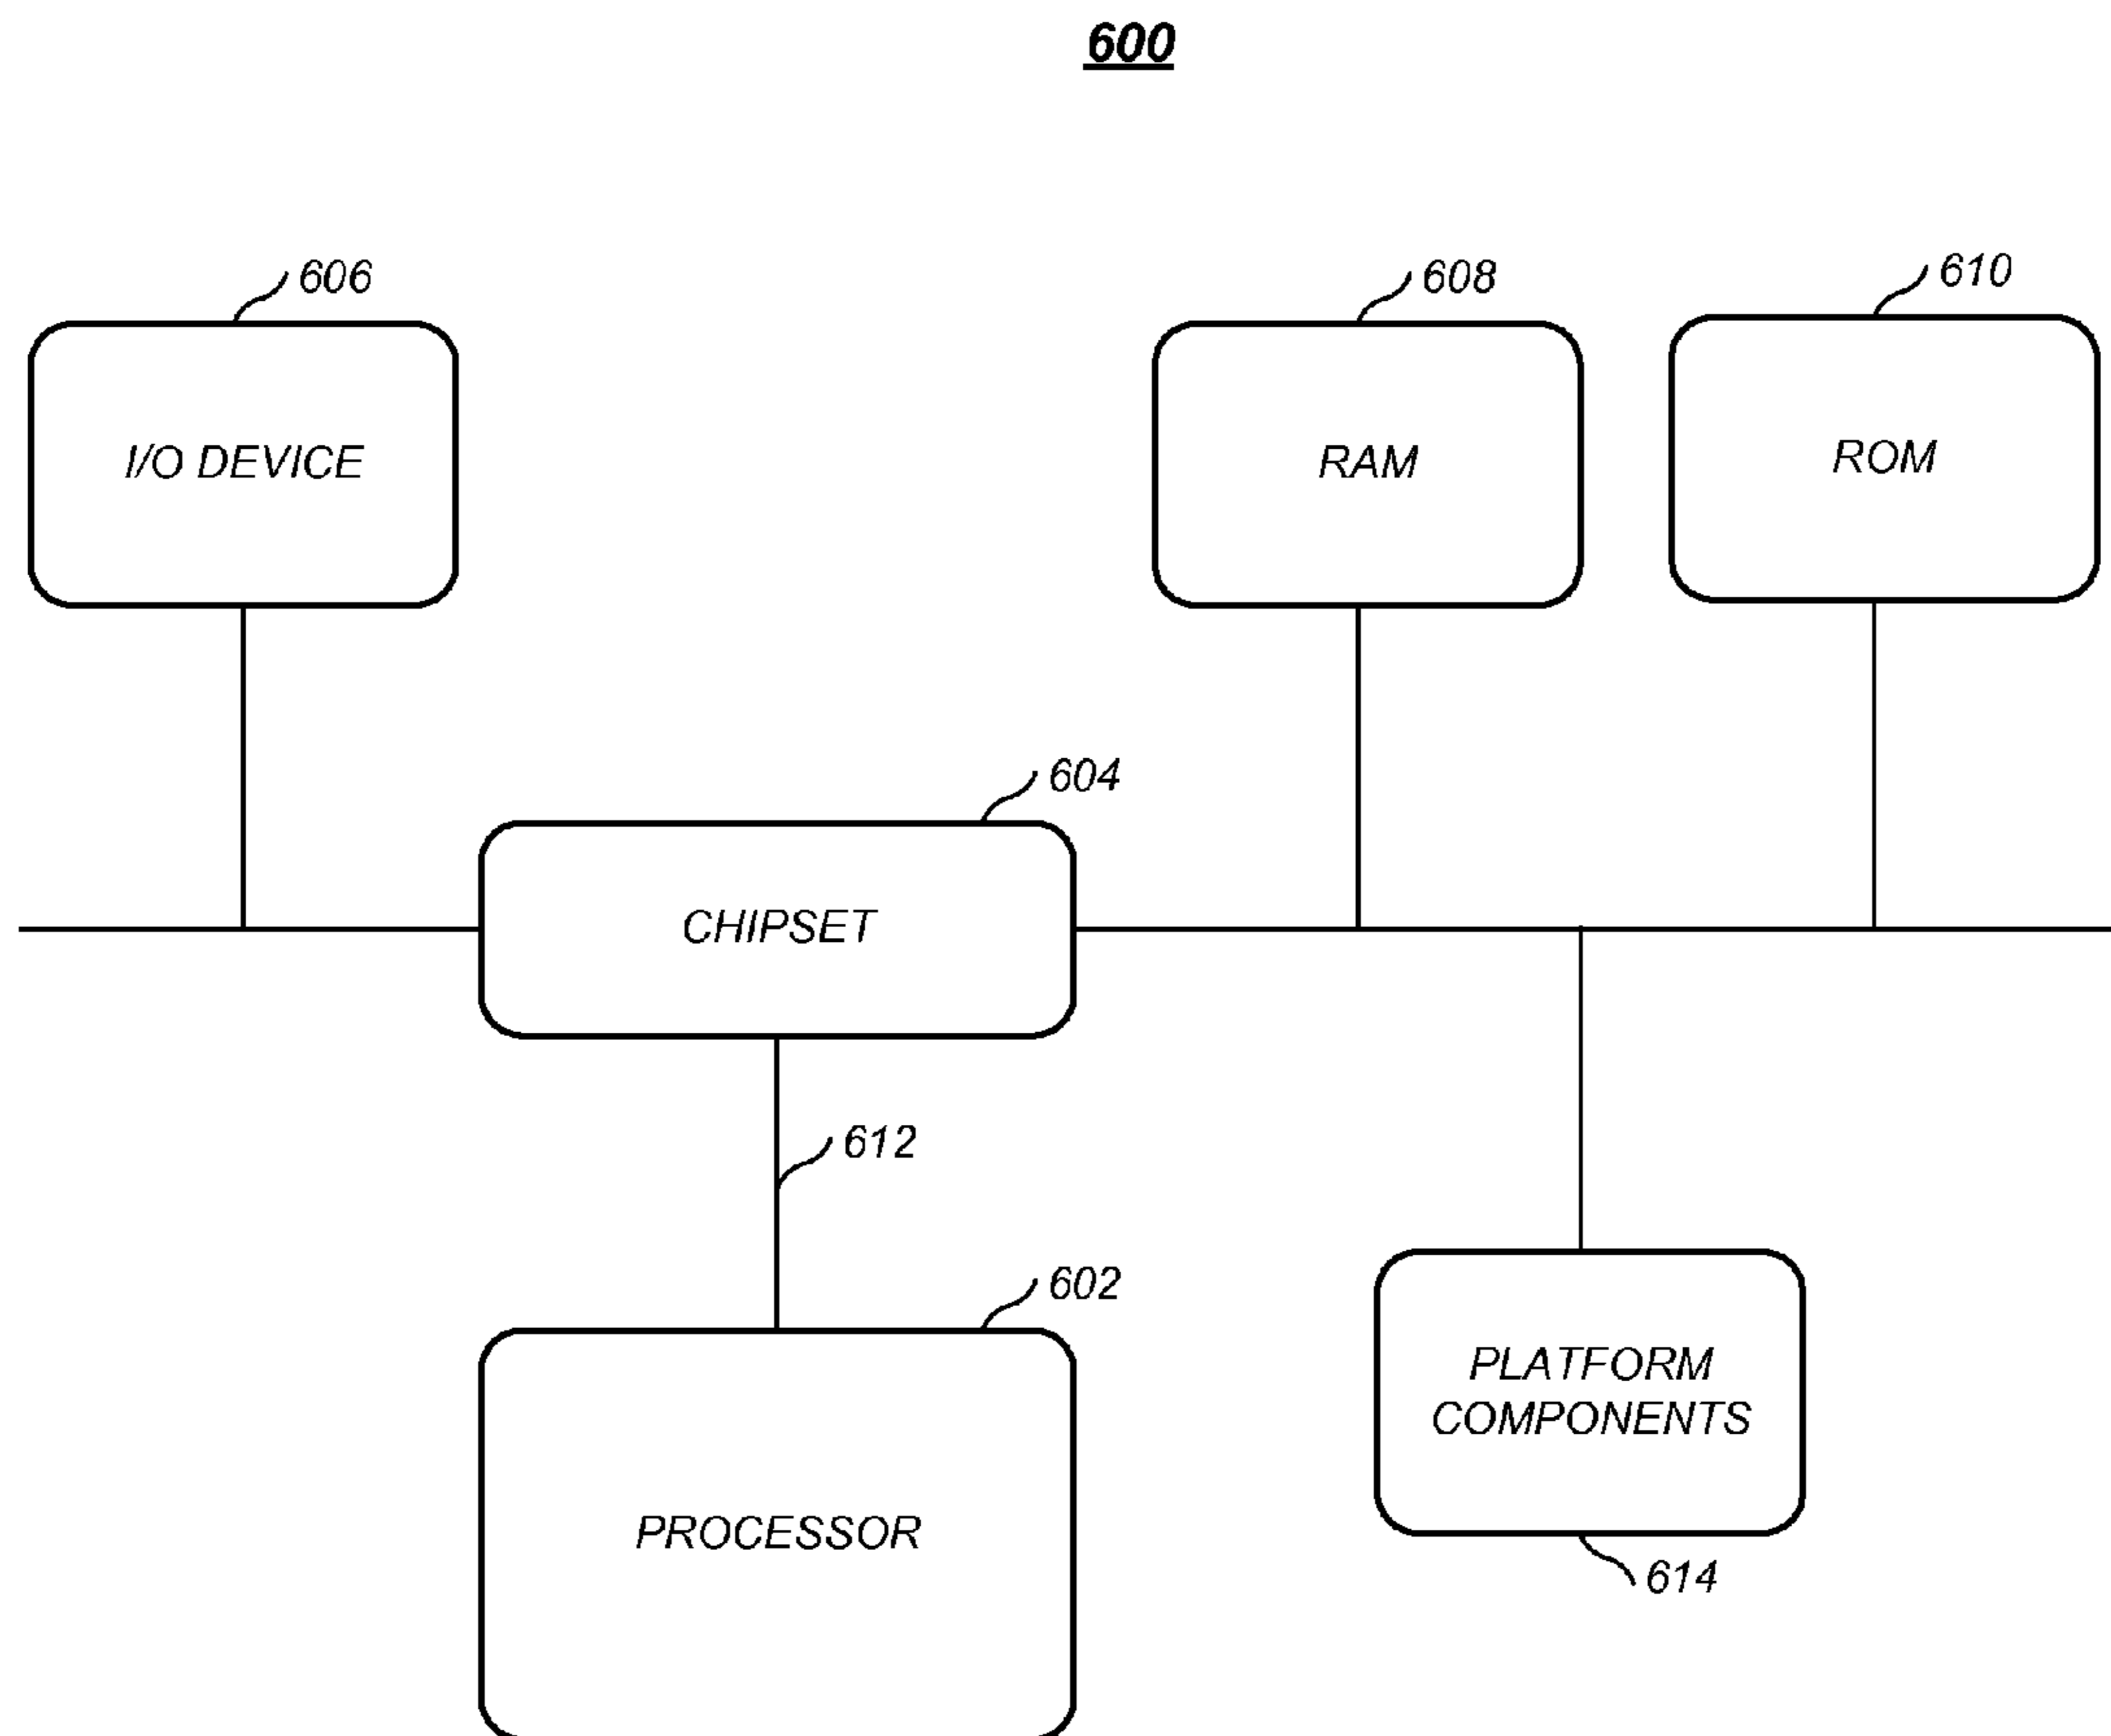 600
606
608
610
I/O DEVICE
RAM
ROM
604
CHIPSET
612
602
PLATFORM
COMPONENTS
PROCESSOR
614